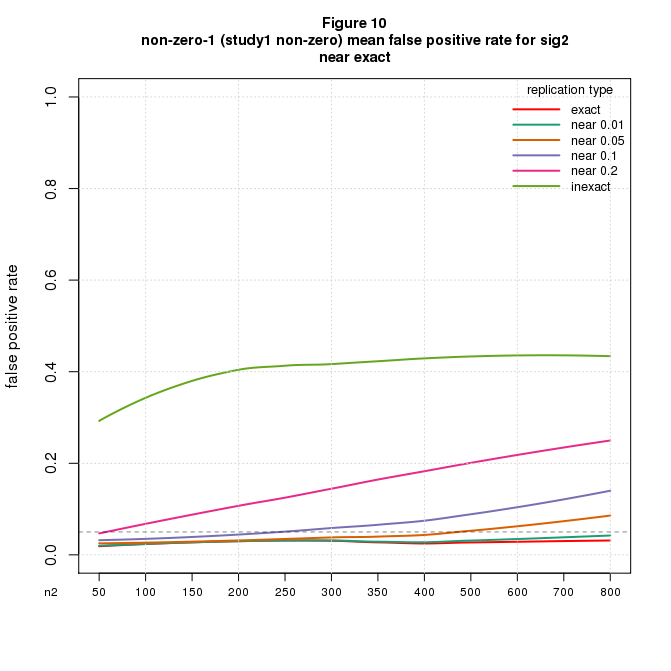 Figure 10
non-zero-1 (study1 non-zero) mean false positive rate for sig2
near exact
replication type
exact
near 0.01
near 0.05
near 0.1
near 0.2
inexact
false positive rate
1.0
0.8
0.6
0.4
0.2
0.0
n2 50 100 150 200 250 300 350 400 500 600 700 800